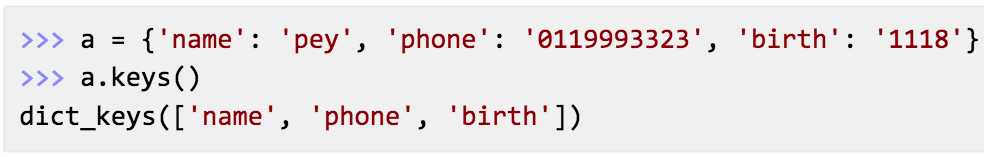 >>> a = {'name': 'pey', 'phone': '0119993323', 'birth': '1118'}
>>> a.keys()
dict_keys(['name', 'phone', 'birth'])